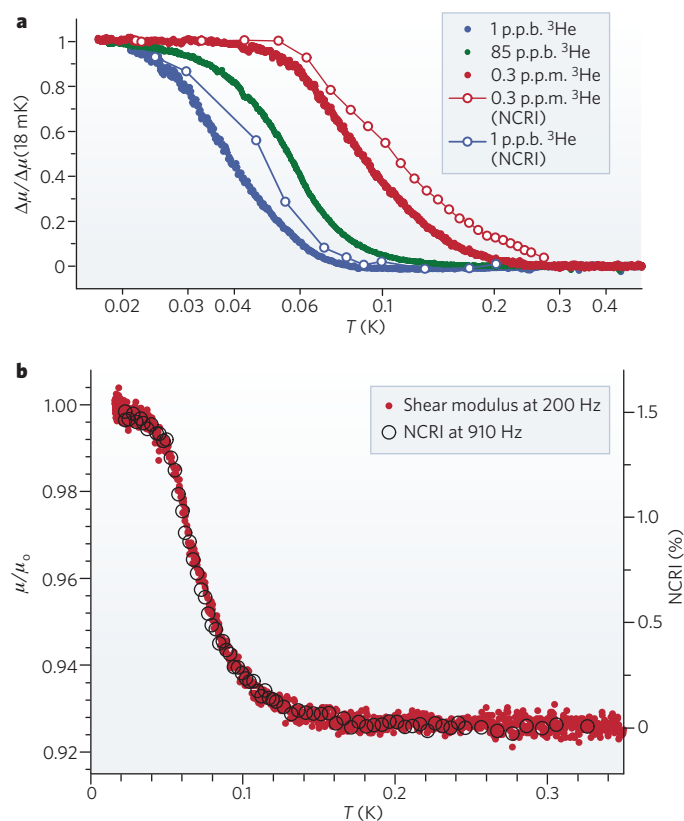 a
1 p.p.b. ³He
85 p.p.b. ³He
0.3 p.p.m. ³He
0.3 p.p.m. ³He
(NCRI)
1 p.p.b. ³He
(NCRI)
Δμ/Δμ(18 mK)
1
0.8
0.6
0.4
0.2
0
0.02 0.03 0.04 0.06 0.1 0.2 0.3 0.4
T (K)
b
Shear modulus at 200 Hz
NCRI at 910 Hz
μ/μ₀
1.00
0.98
0.96
0.94
0.92
1.5
1.0
0.5
0
NCRI (%)
0 0.1 0.2 0.3
T (K)